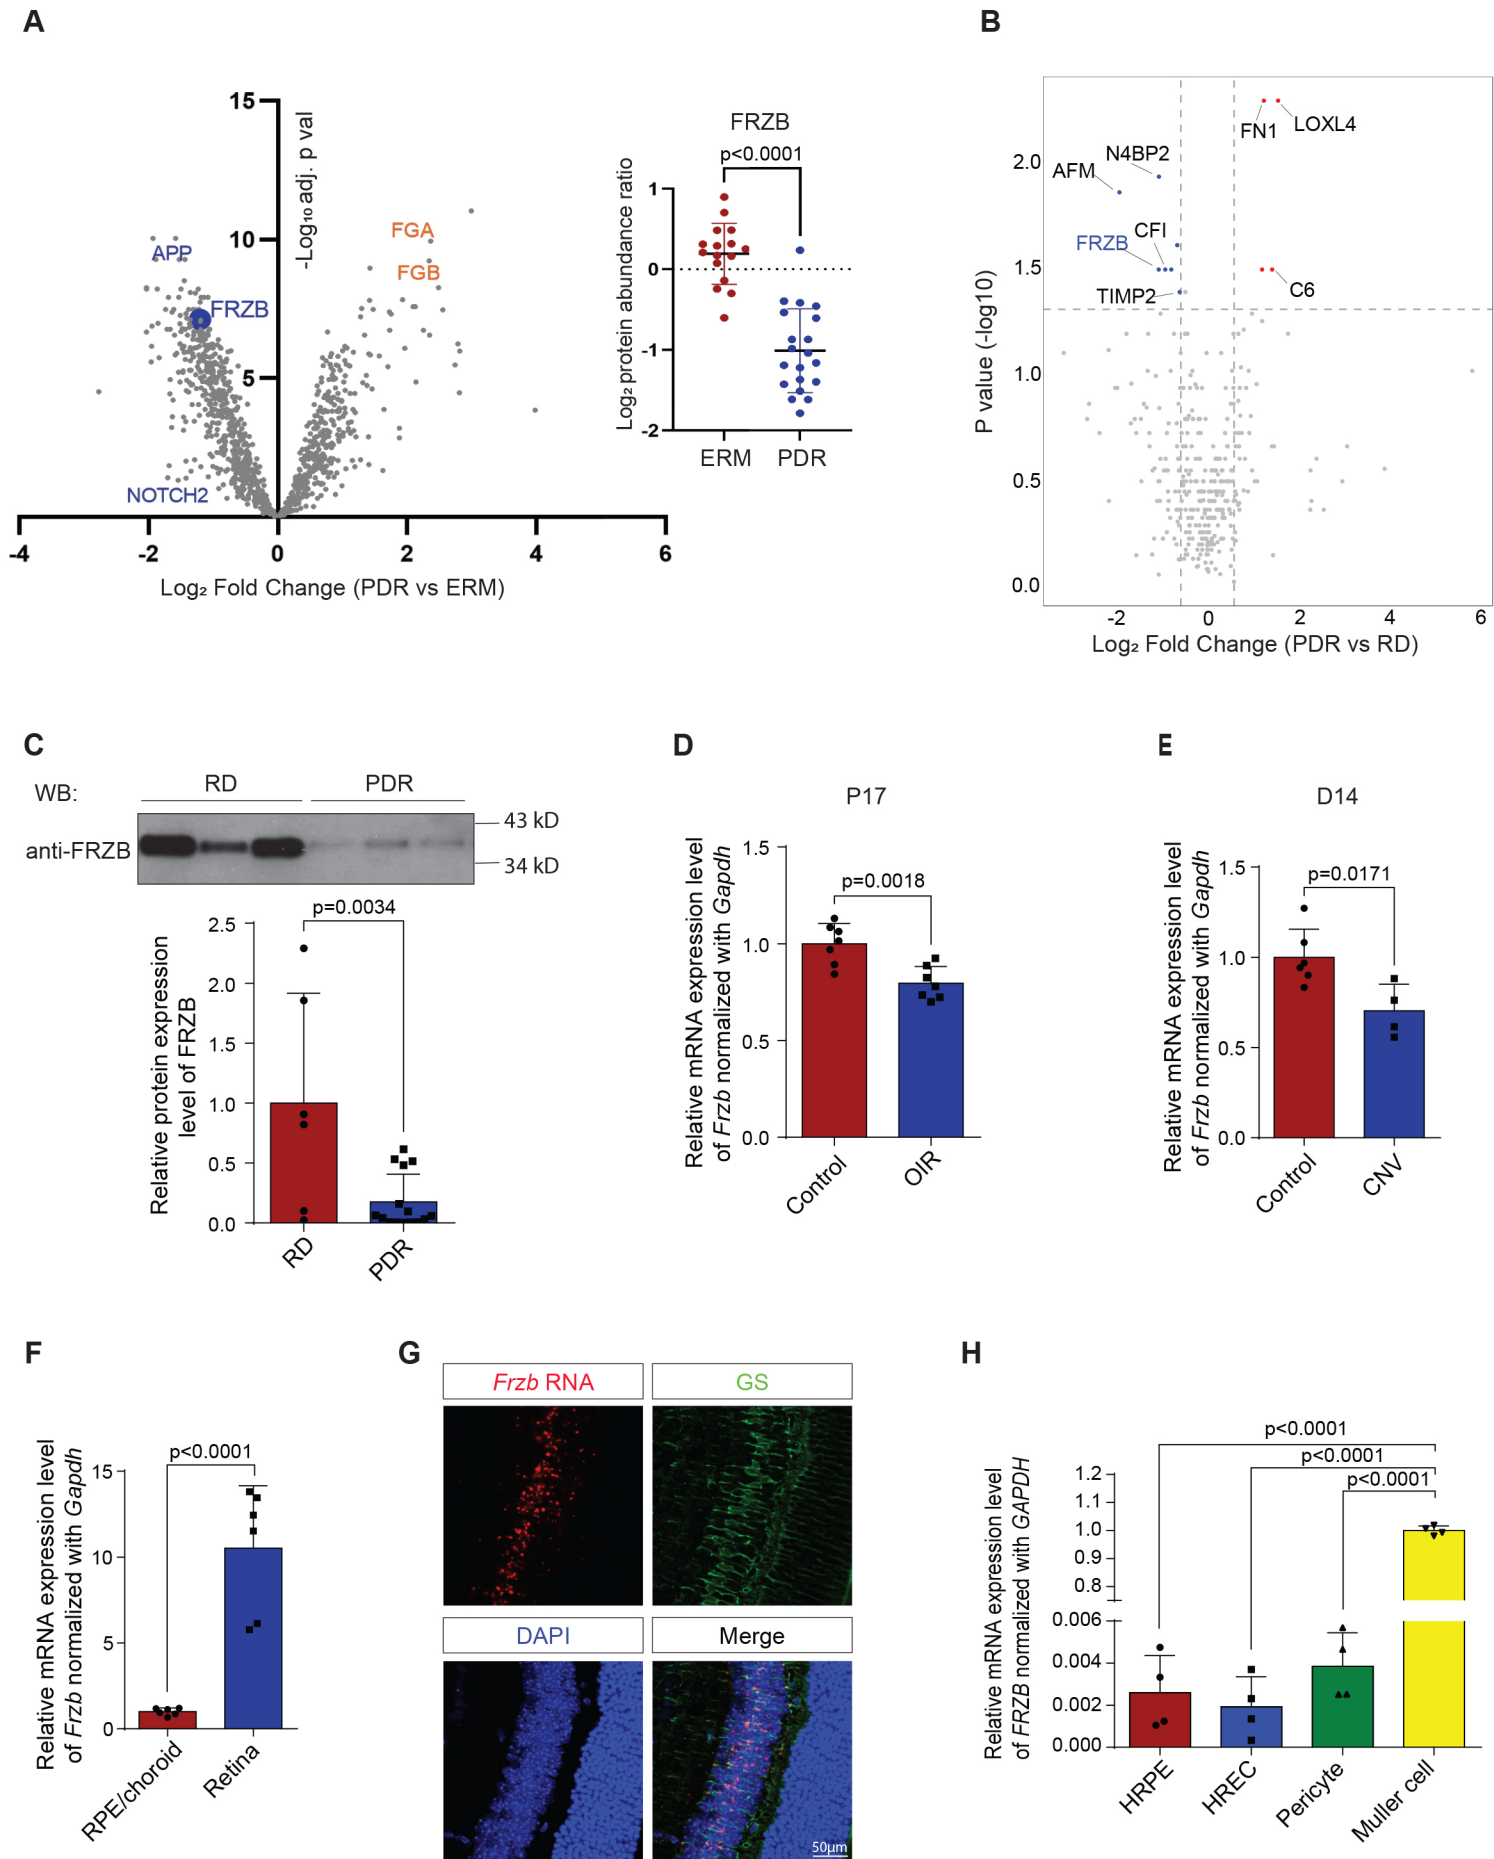 A
15
10
5
-Log₁₀ adj. p val
APP
FRZB
NOTCH2
FGA
FGB
-4
-2
0
2
4
6
Log₂ Fold Change (PDR vs ERM)
FRZB
p<0.0001
Log₂ protein abundance ratio
1
0
-1
-2
ERM
PDR
B
P value (-log10)
2.0
1.5
1.0
0.5
0.0
FN1
LOXL4
N4BP2
AFM
CFI
FRZB
TIMP2
C6
-2
0
2
4
6
Log₂ Fold Change (PDR vs RD)
C
WB:
RD
PDR
anti-FRZB
43 kD
34 kD
p=0.0034
Relative protein expression
level of FRZB
2.5
2.0
1.5
1.0
0.5
0.0
RD
PDR
D
P17
p=0.0018
Relative mRNA expression level
of Frzb normalized with Gapdh
1.5
1.0
0.5
0.0
Control
OIR
E
D14
p=0.0171
Relative mRNA expression level
of Frzb normalized with Gapdh
1.5
1.0
0.5
0.0
Control
CNV
F
p<0.0001
Relative mRNA expression level
of Frzb normalized with Gapdh
15
10
5
0
RPE/choroid
Retina
G
Frzb RNA
GS
DAPI
Merge
50µm
H
p<0.0001
p<0.0001
p<0.0001
Relative mRNA expression level
of FRZB normalized with GAPDH
1.2
1.1
1.0
0.9
0.8
0.006
0.004
0.002
0.000
HRPE
HREC
Pericyte
Muller cell